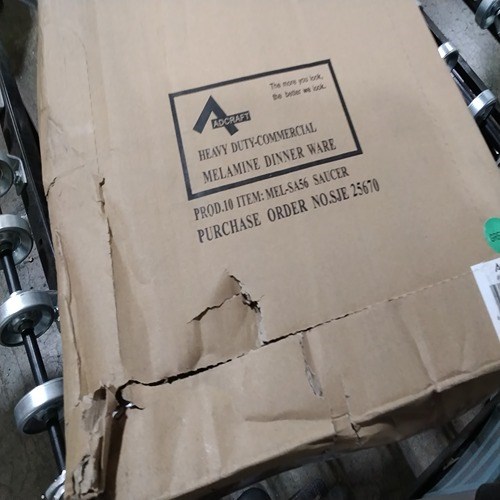 The more you look,
the better we look.
ADCRAFT
HEAVY DUTY-COMMERCIAL
MELAMINE DINNER WARE
PROD.10 ITEM: MEL-SA56 SAUCER
PURCHASE ORDER NO.SJE 25670